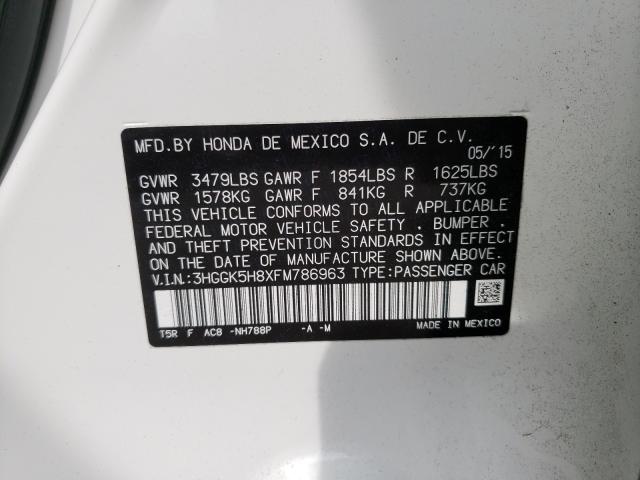 MFD.BY HONDA DE MEXICO S.A. DE C.V.
05/'15
GVWR 3479LBS GAWR F 1854LBS R 1625LBS
GVWR 1578KG GAWR F 841KG R 737KG
THIS VEHICLE CONFORMS TO ALL APPLICABLE
FEDERAL MOTOR VEHICLE SAFETY , BUMPER ,
AND THEFT PREVENTION STANDARDS IN EFFECT
ON THE DATE OF MANUFACTURE SHOWN ABOVE.
V.I.N.:3HGGK5H8XFM786963 TYPE:PASSENGER CAR
T5R F AC8 -NH788P -A -M MADE IN MEXICO